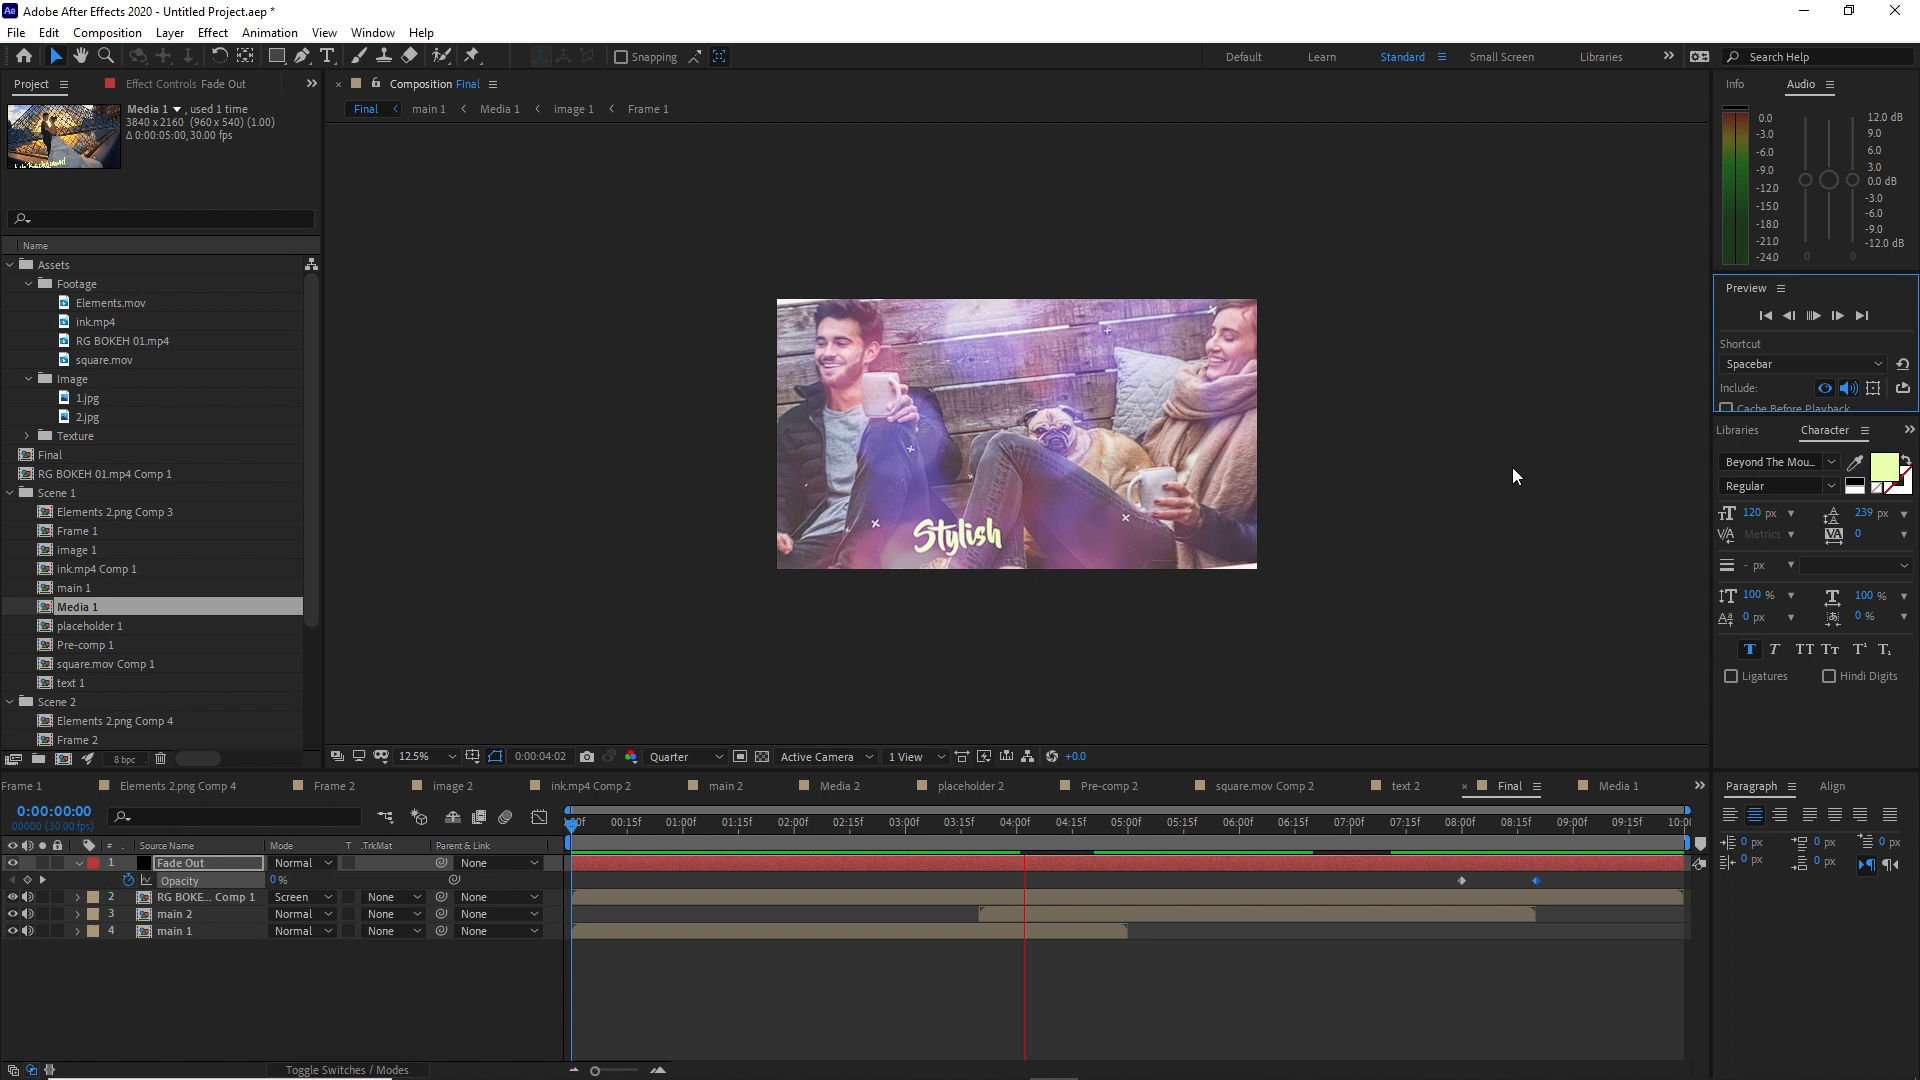 Adobe After Effects 2020 - Untitled Project.aep *
File Edit Composition Layer Effect Animation View Window Help
Snapping
Default Learn Standard Small Screen Libraries
Search Help
Project
Effect Controls Fade Out
Media 1 , used 1 time
3840 x 2160 (960 x 540) (1.00)
Δ 0:00:05:00, 30.00 fps
Name
Assets
Footage
Elements.mov
ink.mp4
RG BOKEH 01.mp4
square.mov
Image
1.jpg
2.jpg
Texture
Final
RG BOKEH 01.mp4 Comp 1
Scene 1
Elements 2.png Comp 3
Frame 1
image 1
ink.mp4 Comp 1
main 1
Media 1
placeholder 1
Pre-comp 1
square.mov Comp 1
text 1
Scene 2
Elements 2.png Comp 4
Frame 2
8 bpc
Composition Final
Final main 1 Media 1 image 1 Frame 1
Stylish
12.5% 0:00:04:02 Quarter Active Camera 1 View +0.0
Info Audio
0.0
-3.0
-6.0
-9.0
-12.0
-15.0
-18.0
-21.0
-24.0
12.0 dB
9.0
6.0
3.0
0.0 dB
-3.0
-6.0
-9.0
-12.0 dB
0 0
Preview
Shortcut
Spacebar
Include:
Cache Before Playback
Libraries Character
Beyond The Mou...
Regular
120 px 239 px
Metrics 0
- px
100 % 100 %
0 px 0 %
Ligatures Hindi Digits
Frame 1 Elements 2.png Comp 4 Frame 2 image 2 ink.mp4 Comp 2 main 2 Media 2 placeholder 2 Pre-comp 2 square.mov Comp 2 text 2 Final Media 1
0:00:00:00
00000 (30.00 fps)
00:15f 01:00f 01:15f 02:00f 02:15f 03:00f 03:15f 04:00f 04:15f 05:00f 05:15f 06:00f 06:15f 07:00f 07:15f 08:00f 08:15f 09:00f 09:15f
# Source Name Mode T .TrkMat Parent & Link
1 Fade Out Normal None
Opacity 0 %
2 RG BOKE... Comp 1 Screen None None
3 main 2 Normal None None
4 main 1 Normal None None
Toggle Switches / Modes
Paragraph Align
0 px 0 px 0 px
0 px 0 px